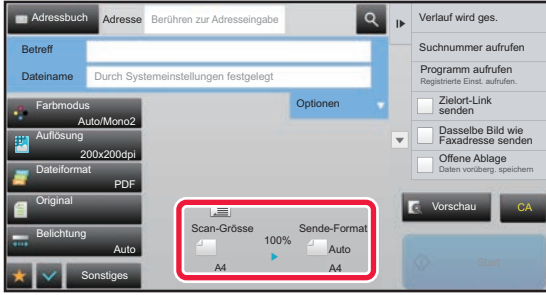 Adressbuch
Adresse
Berühren zur Adresseingabe
Betreff
Dateiname
Durch Systemeinstellungen festgelegt
Optionen
Farbmodus
Auto/Mono2
Auflösung
200x200dpi
Dateiformat
PDF
Original
Belichtung
Auto
Sonstiges
Scan-Grösse
A4
100%
Sende-Format
Auto
A4
Verlauf wird ges.
Suchnummer aufrufen
Programm aufrufen
Registrierte Einst. aufrufen.
Zielort-Link
senden
Dasselbe Bild wie
Faxadresse senden
Offene Ablage
Daten vorüberg. speichern
Vorschau
CA
Start